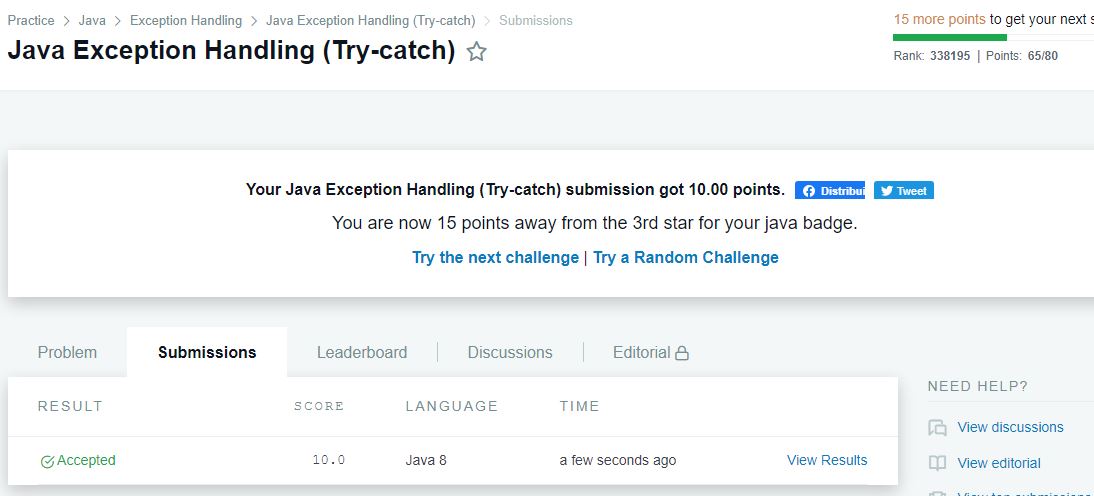 Practice > Java > Exception Handling > Java Exception Handling (Try-catch) > Submissions
Java Exception Handling (Try-catch)
15 more points to get your next s
Rank: 338195 | Points: 65/80
Your Java Exception Handling (Try-catch) submission got 10.00 points. Distribui Tweet
You are now 15 points away from the 3rd star for your java badge.
Try the next challenge | Try a Random Challenge
Problem Submissions Leaderboard Discussions Editorial
RESULT SCORE LANGUAGE TIME
Accepted 10.0 Java 8 a few seconds ago View Results
NEED HELP?
View discussions
View editorial